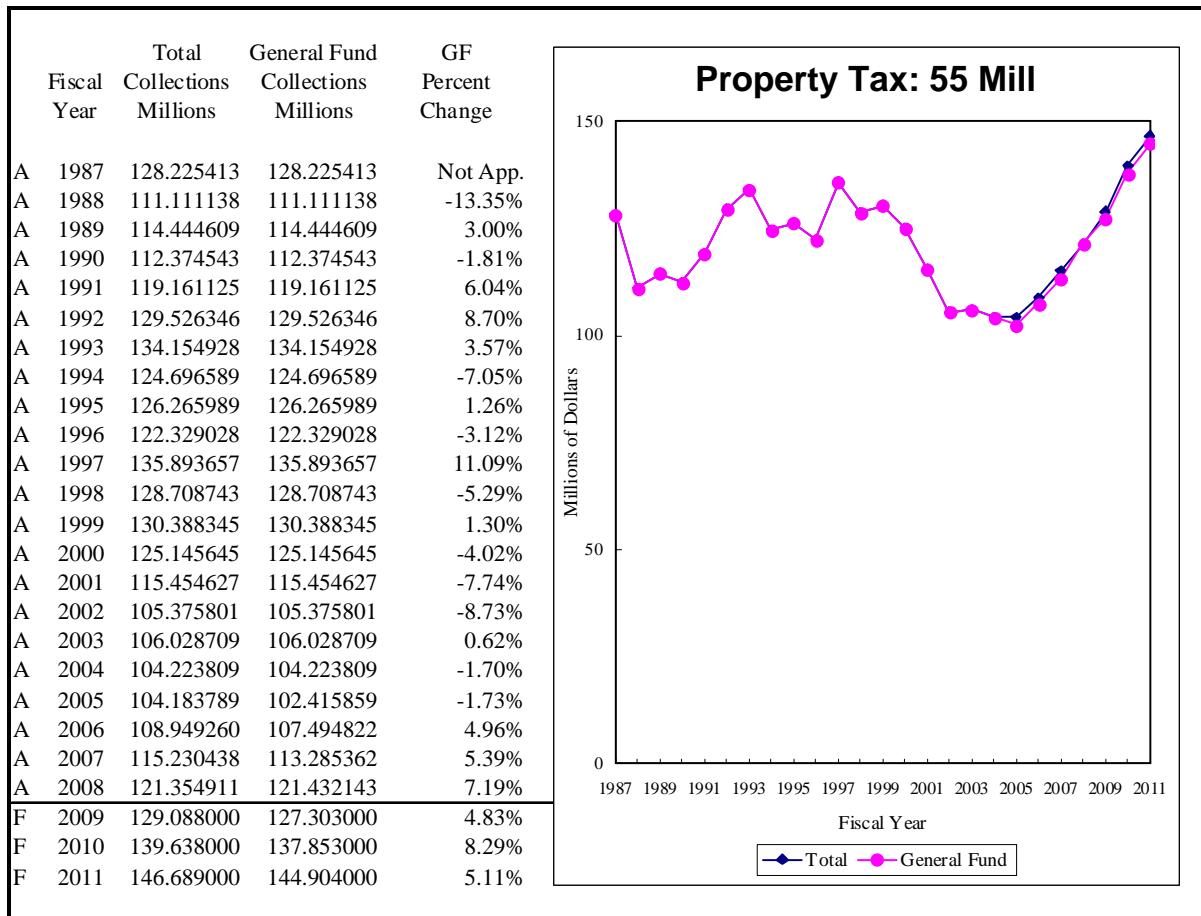 Total General Fund GF
Fiscal Collections Collections Percent
Year Millions Millions Change
A 1987 128.225413 128.225413 Not App.
A 1988 111.111138 111.111138 -13.35%
A 1989 114.444609 114.444609 3.00%
A 1990 112.374543 112.374543 -1.81%
A 1991 119.161125 119.161125 6.04%
A 1992 129.526346 129.526346 8.70%
A 1993 134.154928 134.154928 3.57%
A 1994 124.696589 124.696589 -7.05%
A 1995 126.265989 126.265989 1.26%
A 1996 122.329028 122.329028 -3.12%
A 1997 135.893657 135.893657 11.09%
A 1998 128.708743 128.708743 -5.29%
A 1999 130.388345 130.388345 1.30%
A 2000 125.145645 125.145645 -4.02%
A 2001 115.454627 115.454627 -7.74%
A 2002 105.375801 105.375801 -8.73%
A 2003 106.028709 106.028709 0.62%
A 2004 104.223809 104.223809 -1.70%
A 2005 104.183789 102.415859 -1.73%
A 2006 108.949260 107.494822 4.96%
A 2007 115.230438 113.285362 5.39%
A 2008 121.354911 121.432143 7.19%
F 2009 129.088000 127.303000 4.83%
F 2010 139.638000 137.853000 8.29%
F 2011 146.689000 144.904000 5.11%
Property Tax: 55 Mill
150
100
50
0
Millions of Dollars
1987 1989 1991 1993 1995 1997 1999 2001 2003 2005 2007 2009 2011
Fiscal Year
Total General Fund